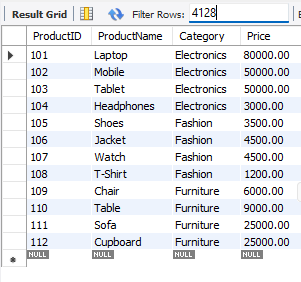 Result Grid Filter Rows: 4128
ProductID ProductName Category Price
101 Laptop Electronics 80000.00
102 Mobile Electronics 50000.00
103 Tablet Electronics 50000.00
104 Headphones Electronics 3000.00
105 Shoes Fashion 3500.00
106 Jacket Fashion 4500.00
107 Watch Fashion 4500.00
108 T-Shirt Fashion 1200.00
109 Chair Furniture 6000.00
110 Table Furniture 9000.00
111 Sofa Furniture 25000.00
112 Cupboard Furniture 25000.00
NULL NULL NULL NULL